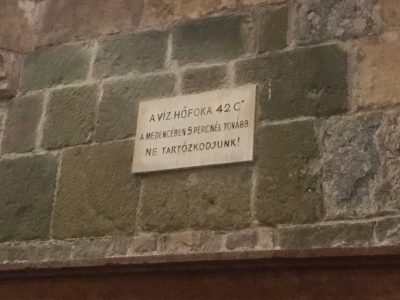 A VÍZ HŐFOKA 42 C°
A MEDENCÉBEN 5 PERCNÉL TOVÁBB
NE TARTÓZKODJUNK!